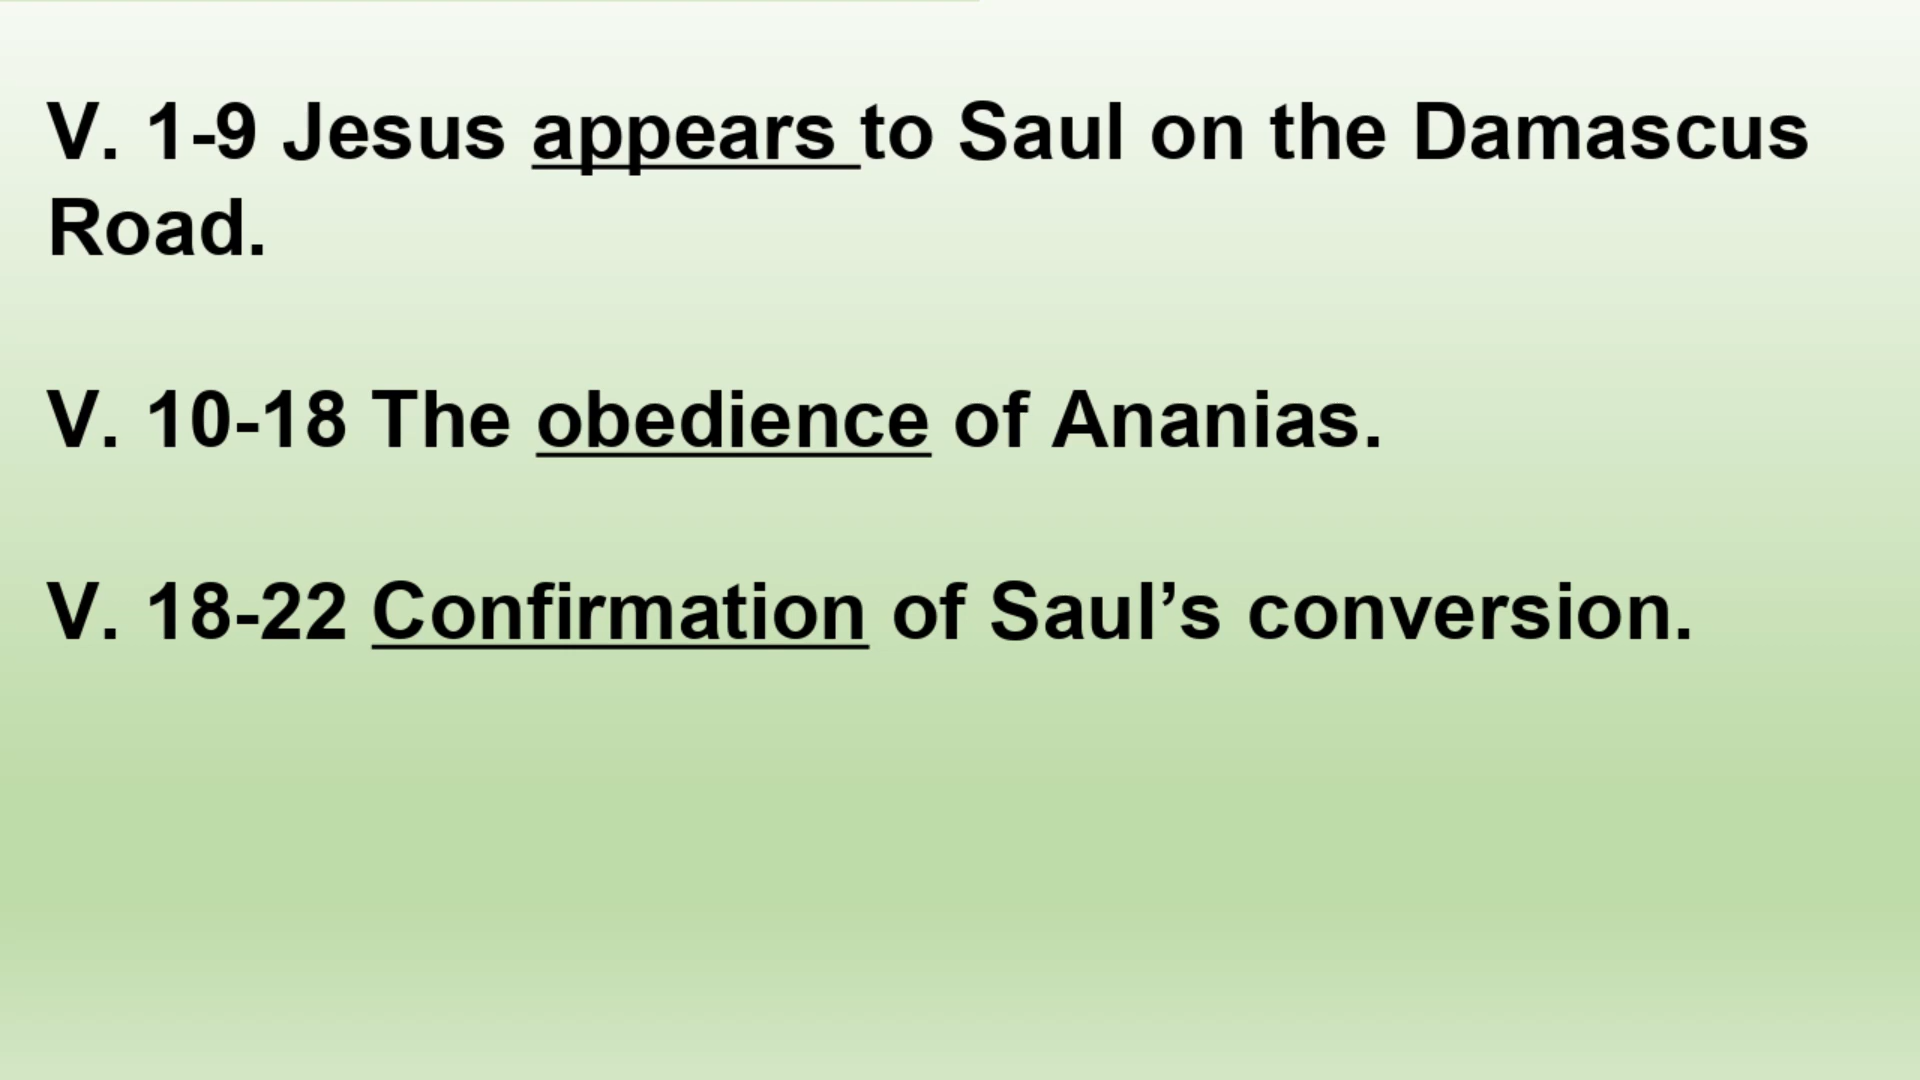 V. 1-9 Jesus appears to Saul on the Damascus
Road.
V. 10-18 The obedience of Ananias.
V. 18-22 Confirmation of Saul’s conversion.